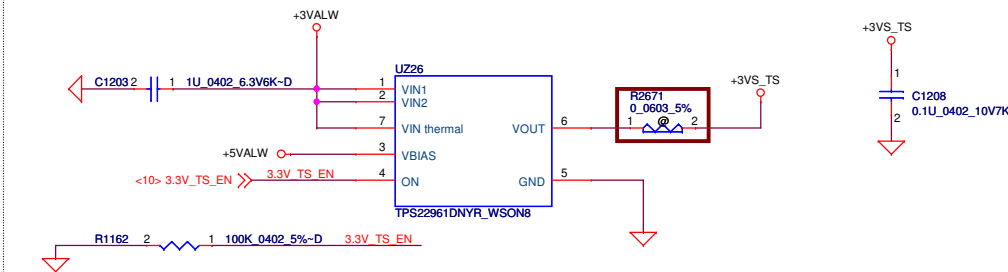 +3VALW
+3VS_TS
UZ26
+3VS_TS
C1203 2 1 1U_0402_6.3V6K~D
1 VIN1
2 VIN2
R2671
0_0603_5%
1 @ 2
1
C1208
0.1U_0402_10V7K
2
7 VIN thermal
VOUT 6
+5VALW
3 VBIAS
<10> 3.3V_TS_EN 3.3V_TS_EN
4 ON
GND 5
TPS22961DNYR_WSON8
R1162 2 1 100K_0402_5%~D 3.3V_TS_EN